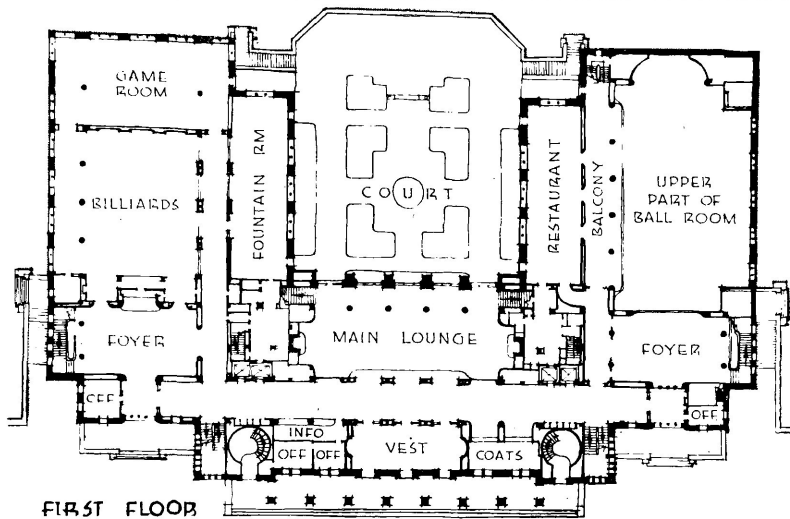 GAME
ROOM
BILLIARDS
FOUNTAIN RM
COURT
RESTAURANT
BALCONY
UPPER
PART OF
BALL ROOM
FOYER
MAIN LOUNGE
FOYER
OFF
OFF
INFO
OFF OFF
VEST
COATS
FIRST FLOOR